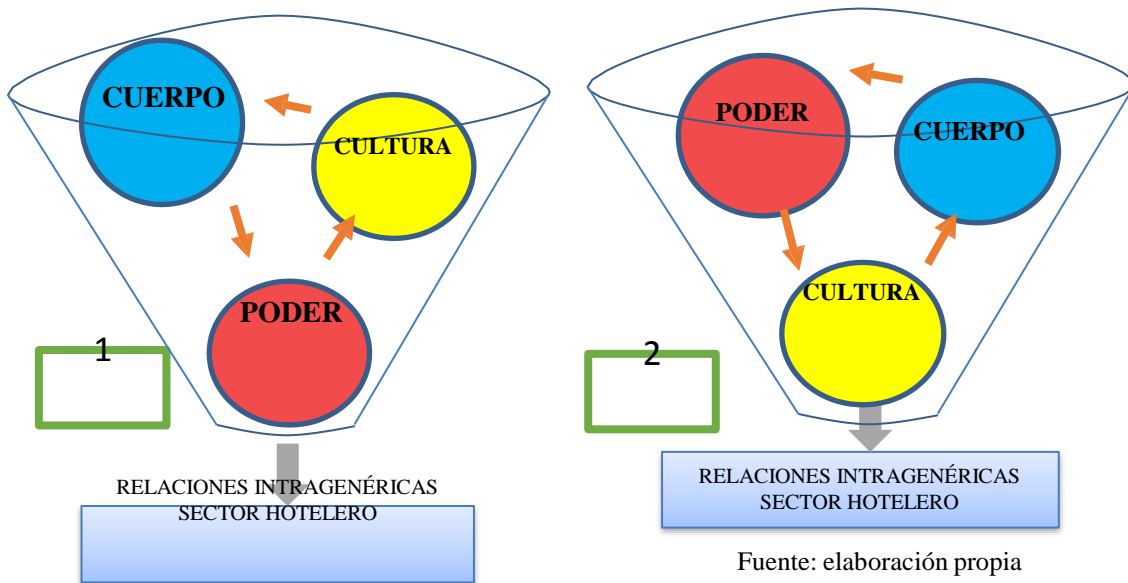 CUERPO
CULTURA
PODER
1
RELACIONES INTRAGENÉRICAS
SECTOR HOTELERO
PODER
CUERPO
CULTURA
2
RELACIONES INTRAGENÉRICAS
SECTOR HOTELERO
Fuente: elaboración propia